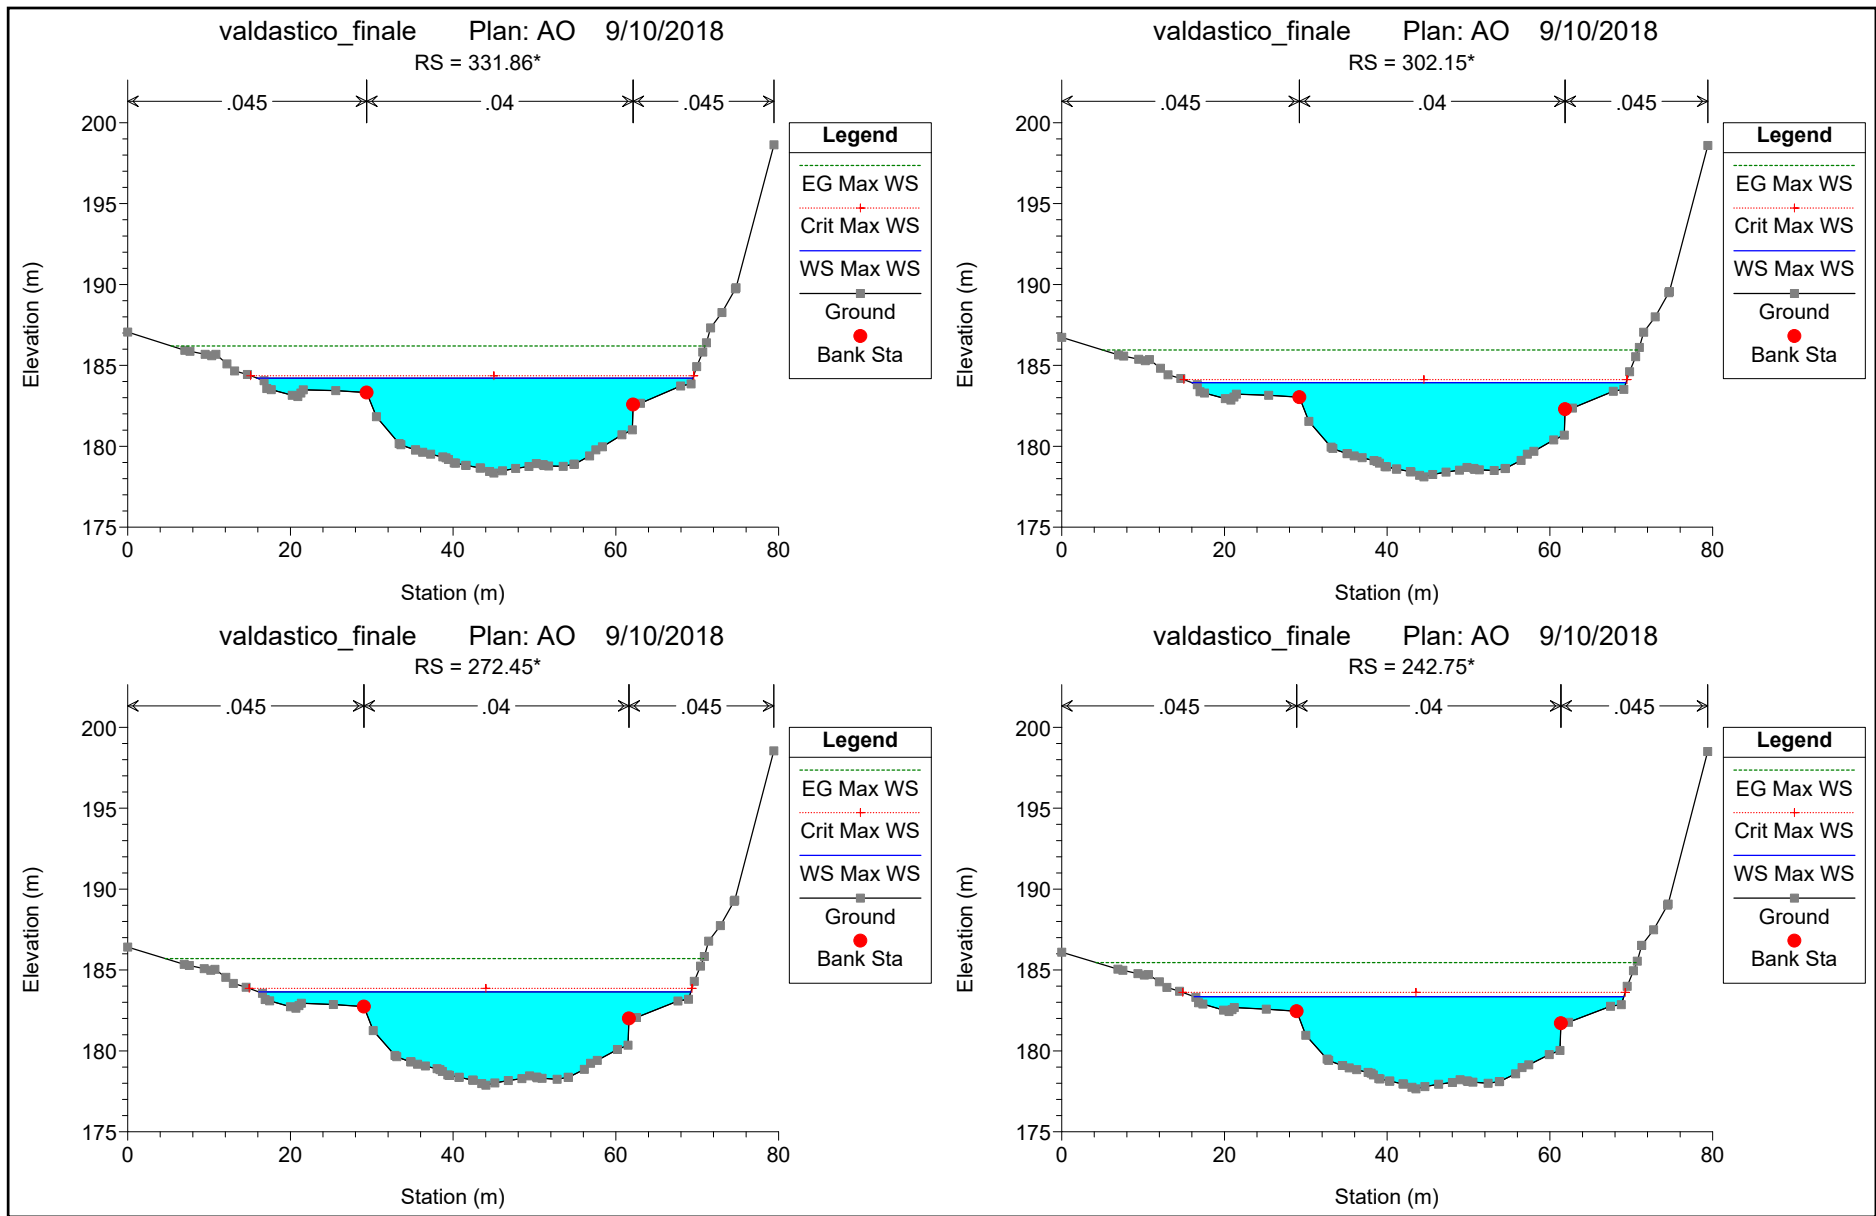 valdastico_finale Plan: AO 9/10/2018
RS = 331.86*
.045 .04 .045
200
195
190
185
180
175
0 20 40 60 80
Elevation (m)
Station (m)
Legend
EG Max WS
Crit Max WS
WS Max WS
Ground
Bank Sta
valdastico_finale Plan: AO 9/10/2018
RS = 302.15*
.045 .04 .045
200
195
190
185
180
175
0 20 40 60 80
Elevation (m)
Station (m)
Legend
EG Max WS
Crit Max WS
WS Max WS
Ground
Bank Sta
valdastico_finale Plan: AO 9/10/2018
RS = 272.45*
.045 .04 .045
200
195
190
185
180
175
0 20 40 60 80
Elevation (m)
Station (m)
Legend
EG Max WS
Crit Max WS
WS Max WS
Ground
Bank Sta
valdastico_finale Plan: AO 9/10/2018
RS = 242.75*
.045 .04 .045
200
195
190
185
180
175
0 20 40 60 80
Elevation (m)
Station (m)
Legend
EG Max WS
Crit Max WS
WS Max WS
Ground
Bank Sta